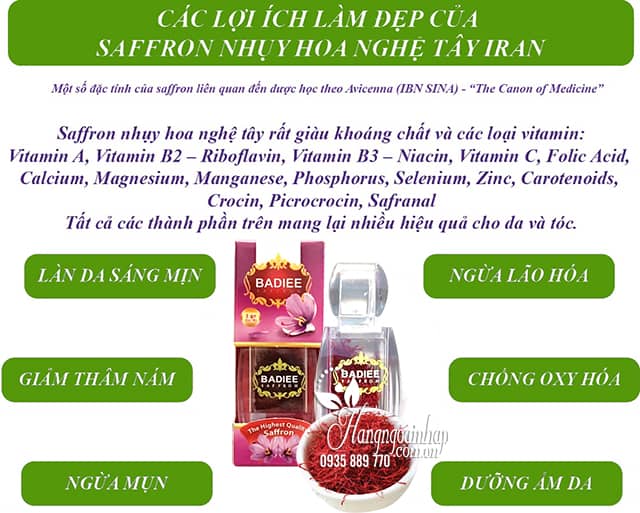 CÁC LỢI ÍCH LÀM ĐẸP CỦA
SAFFRON NHỤY HOA NGHỆ TÂY IRAN
Một số đặc tính của saffron liên quan đến dược học theo Avicenna (IBN SINA) - “The Canon of Medicine”
Saffron nhụy hoa nghệ tây rất giàu khoáng chất và các loại vitamin:
Vitamin A, Vitamin B2 – Riboflavin, Vitamin B3 – Niacin, Vitamin C, Folic Acid,
Calcium, Magnesium, Manganese, Phosphorus, Selenium, Zinc, Carotenoids,
Crocin, Picrocrocin, Safranal
Tất cả các thành phần trên mang lại nhiều hiệu quả cho da và tóc.
LÀN DA SÁNG MỊN
NGỪA LÃO HÓA
BADIEE
GIẢM THÂM NÁM
CHỐNG OXY HÓA
BADIEE
SAFFRON
BADIEE
SAFFRON
The Highest Quality
Saffron
Hangngoainhap
.com.vn
0935 889 770
NGỪA MỤN
DƯỠNG ẨM DA